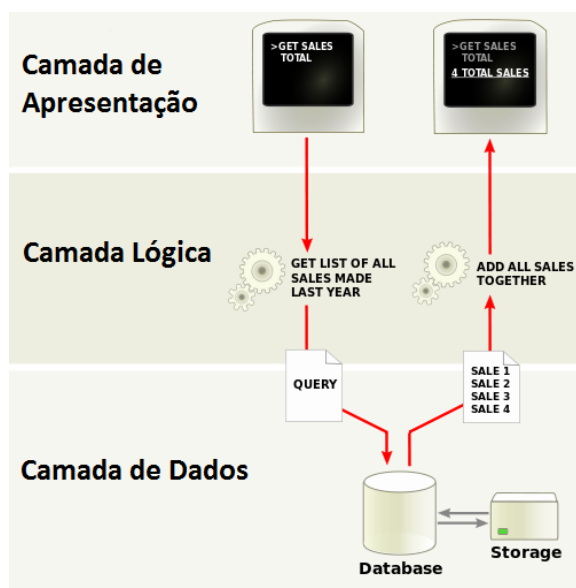 Camada de
Apresentação
>GET SALES
TOTAL
>GET SALES
TOTAL
4 TOTAL SALES
Camada Lógica
GET LIST OF ALL
SALES MADE
LAST YEAR
ADD ALL SALES
TOGETHER
QUERY
SALE 1
SALE 2
SALE 3
SALE 4
Camada de Dados
Database
Storage